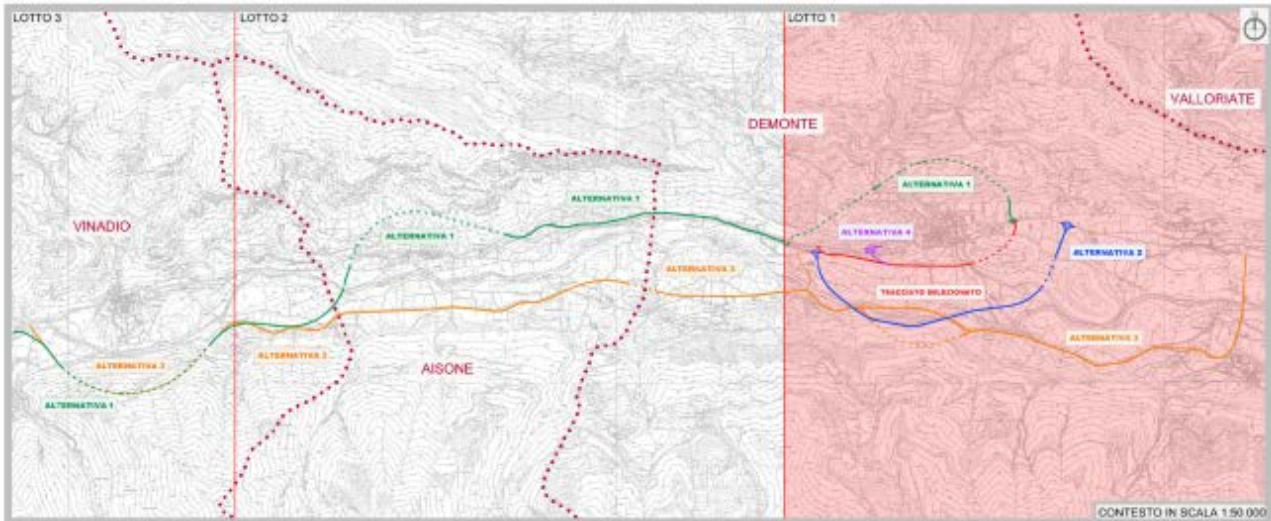 LOTTO 3
LOTTO 2
LOTTO 1
VALLORIATE
DEMONTE
ALTERNATIVA 1
ALTERNATIVA 1
VINADIO
ALTERNATIVA 1
ALTERNATIVA 4
ALTERNATIVA 2
ALTERNATIVA 3
TRACCIATO SELEZIONATO
ALTERNATIVA 3
ALTERNATIVA 3
ALTERNATIVA 3
AISONE
ALTERNATIVA 1
CONTESTO IN SCALA 1:50.000